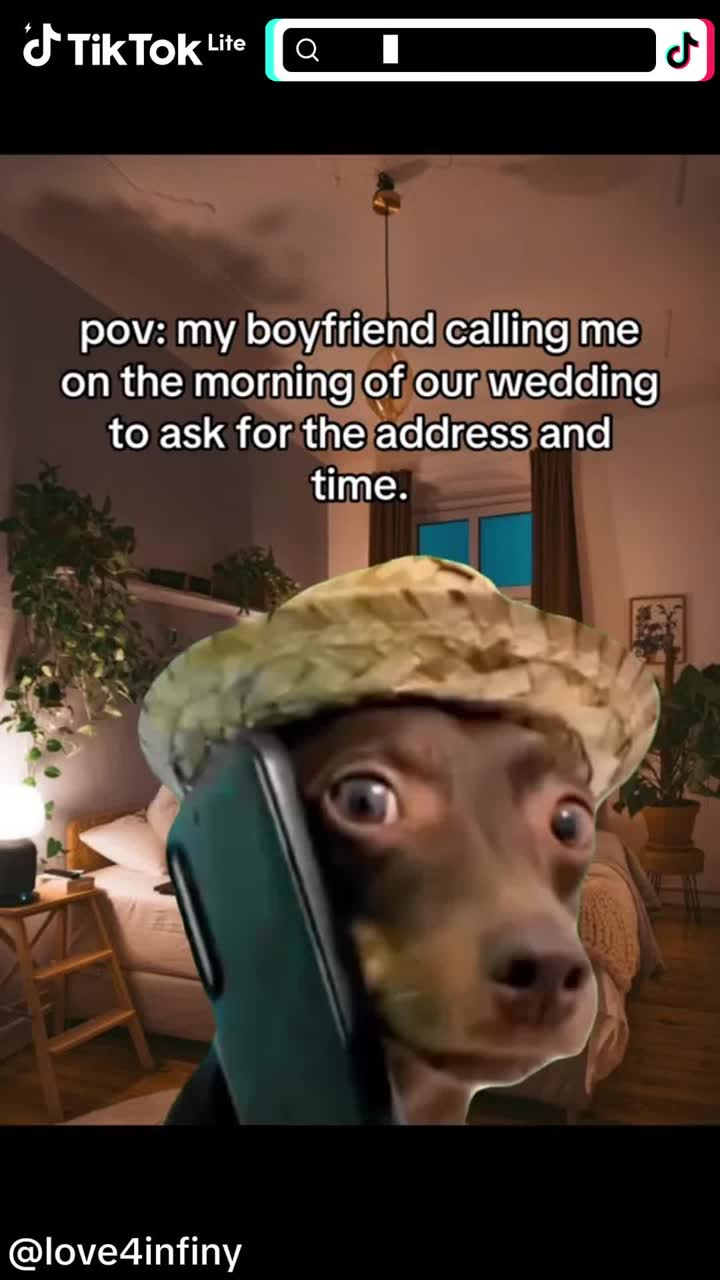 TikTok Lite
pov: my boyfriend calling me
on the morning of our wedding
to ask for the address and
time.
@love4infiny